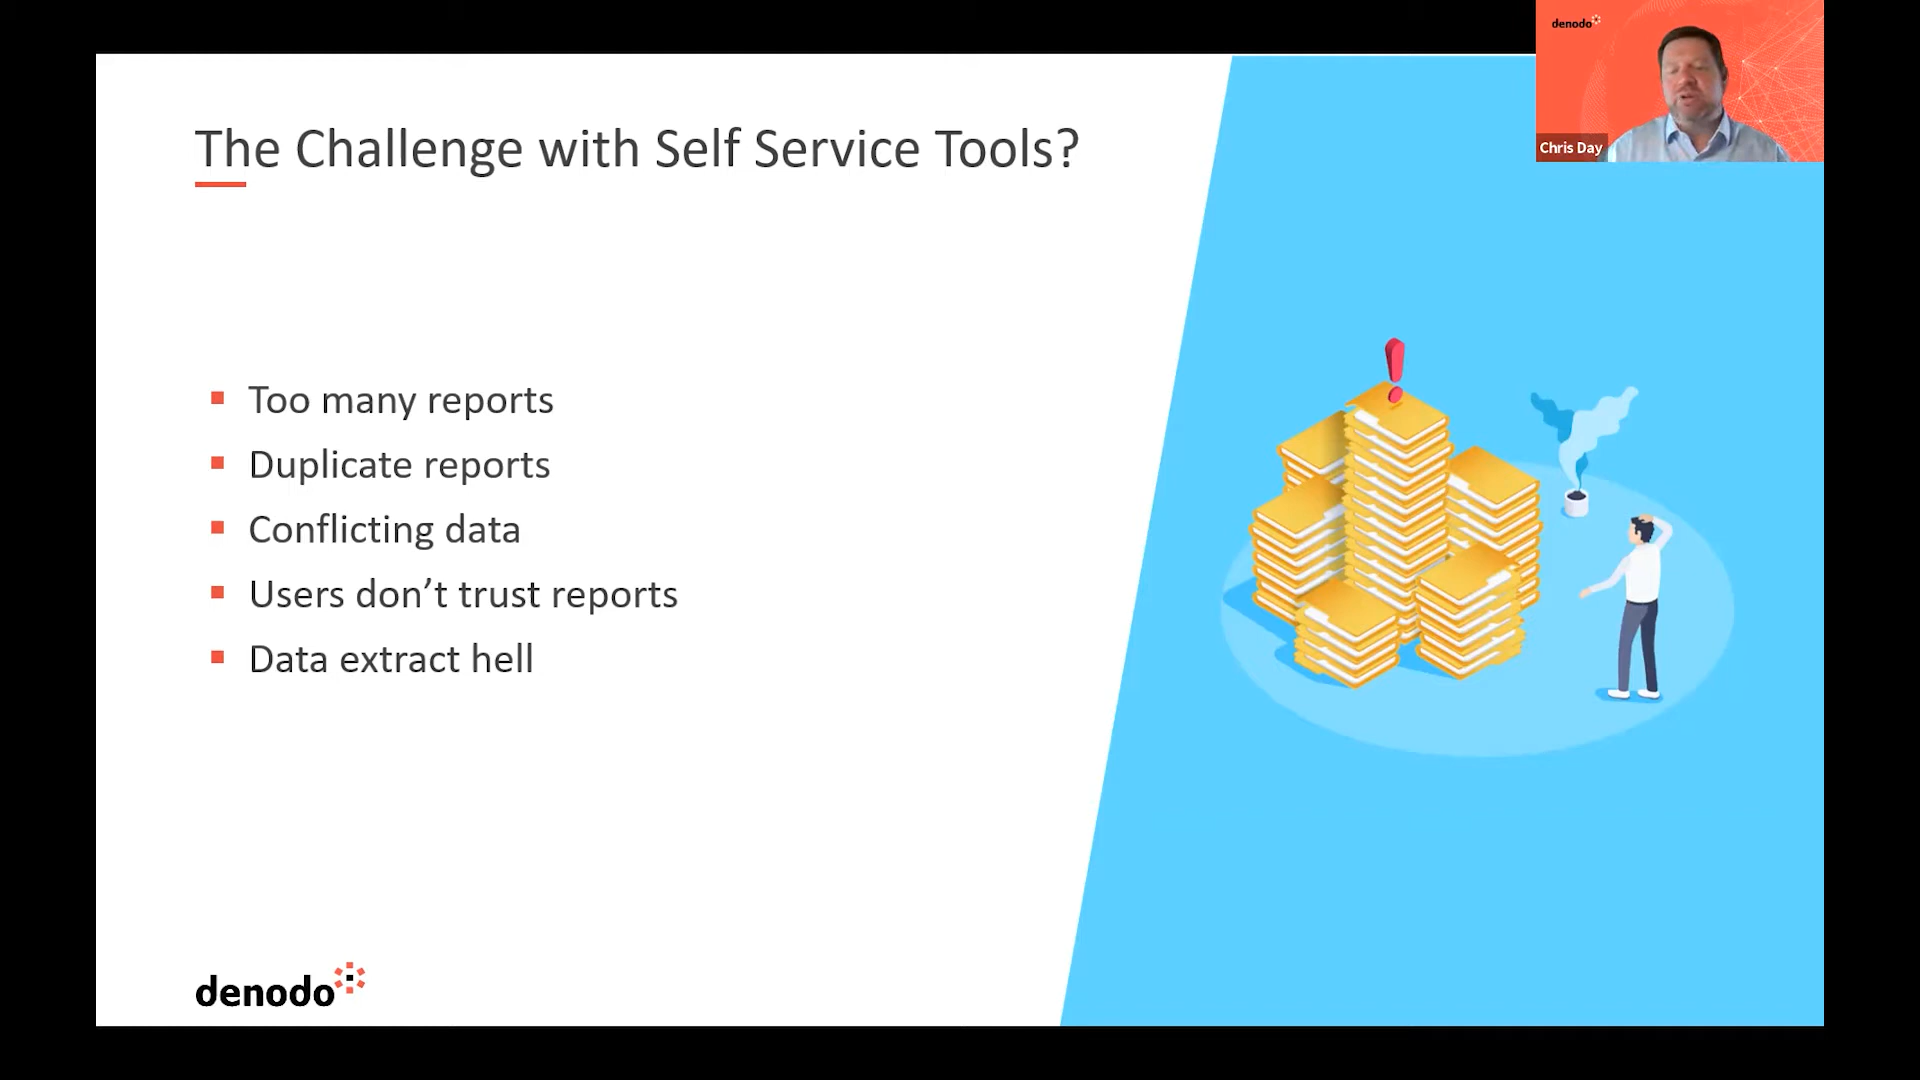 denodo
Chris Day
The Challenge with Self Service Tools?
Too many reports
Duplicate reports
Conflicting data
Users don’t trust reports
Data extract hell
denodo